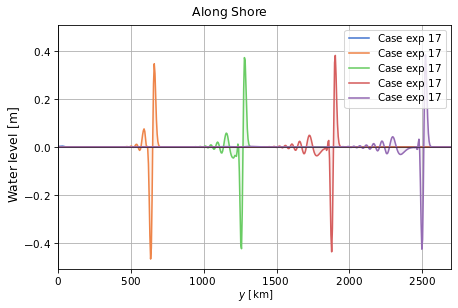 Along Shore
Water level [m]
0.4
0.2
0.0
−0.2
−0.4
Case exp 17
Case exp 17
Case exp 17
Case exp 17
Case exp 17
0 500 1000 1500 2000 2500
y [km]